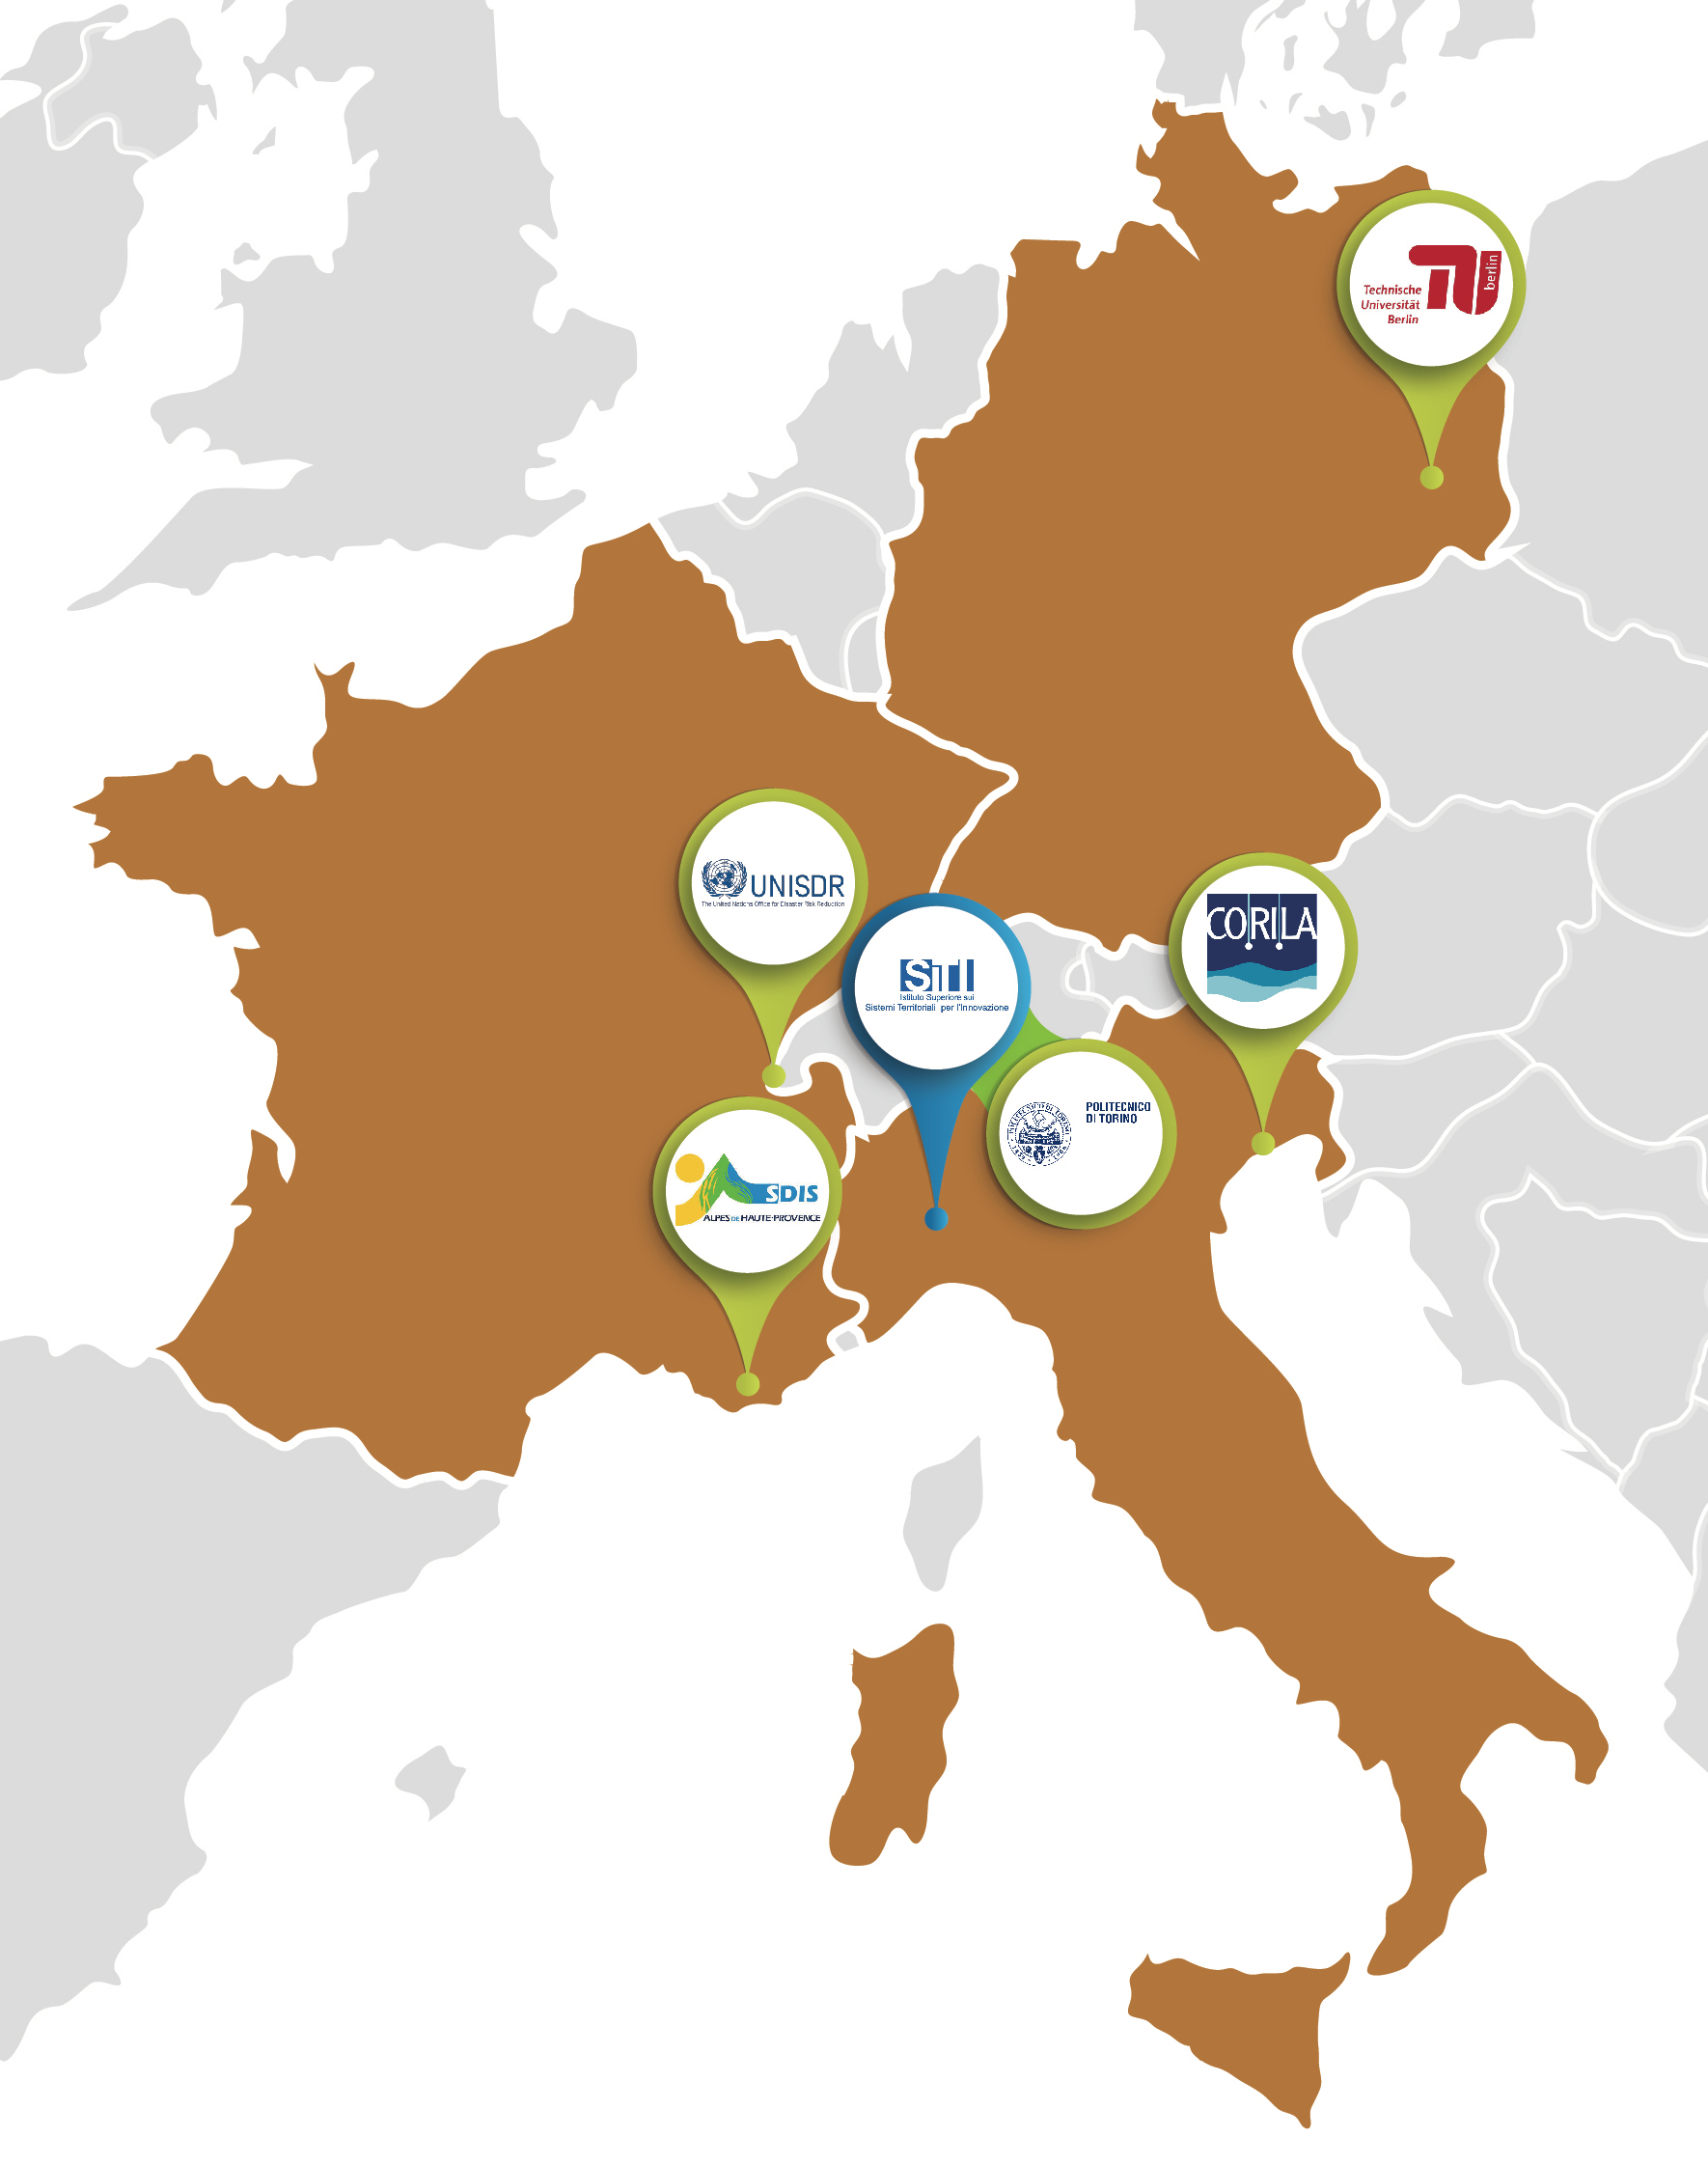 berlin
Technische
Universität
Berlin
UNISDR
The United Nations Office for Disaster Risk Reduction
CORILA
SiTI
Istituto Superiore sui
Sistemi Territoriali per l'Innovazione
POLITECNICO
DI TORINO
SDIS
ALPES DE HAUTE-PROVENCE